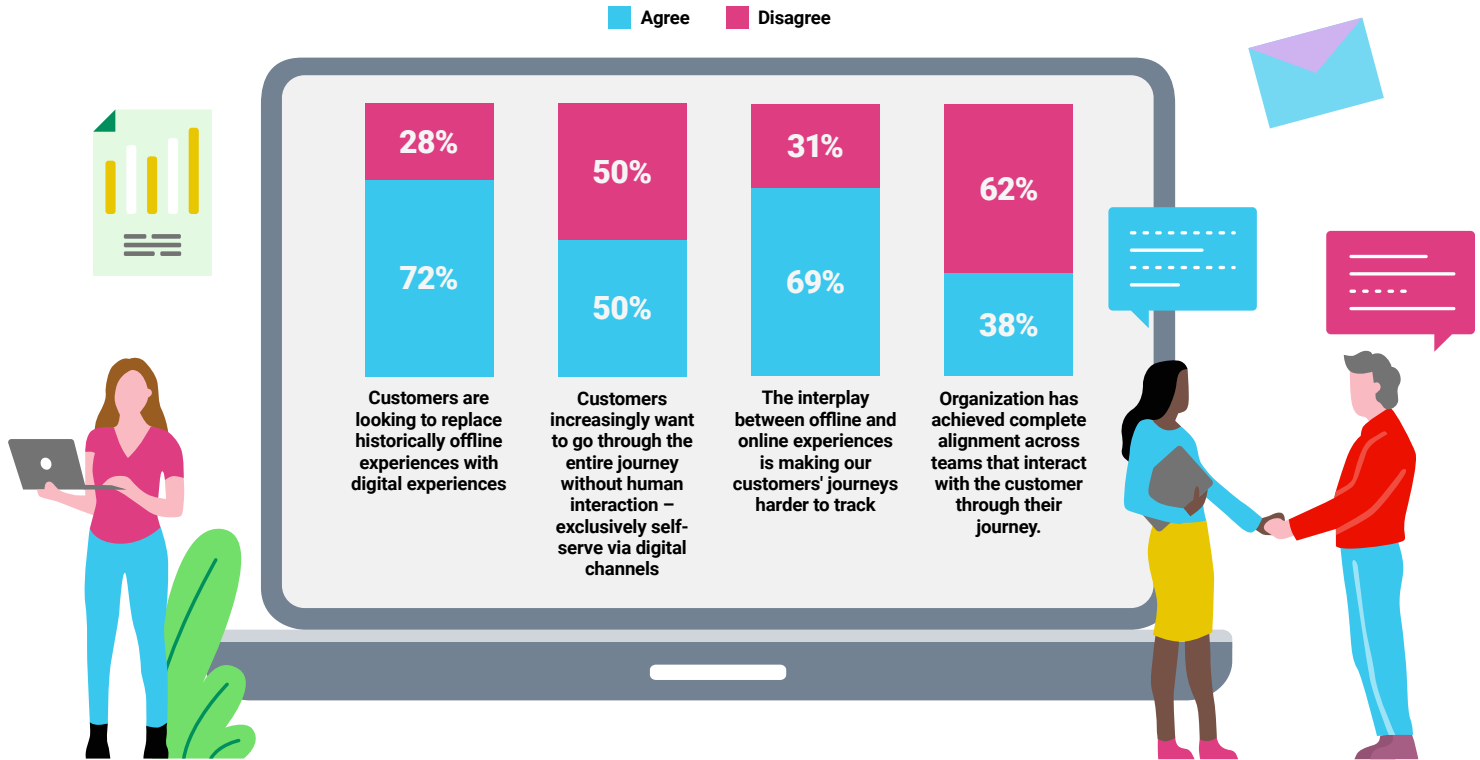 Agree
Disagree
28%
72%
Customers are
looking to replace
historically offline
experiences with
digital experiences
50%
50%
Customers
increasingly want
to go through the
entire journey
without human
interaction –
exclusively self-
serve via digital
channels
31%
69%
The interplay
between offline and
online experiences
is making our
customers' journeys
harder to track
62%
38%
Organization has
achieved complete
alignment across
teams that interact
with the customer
through their
journey.